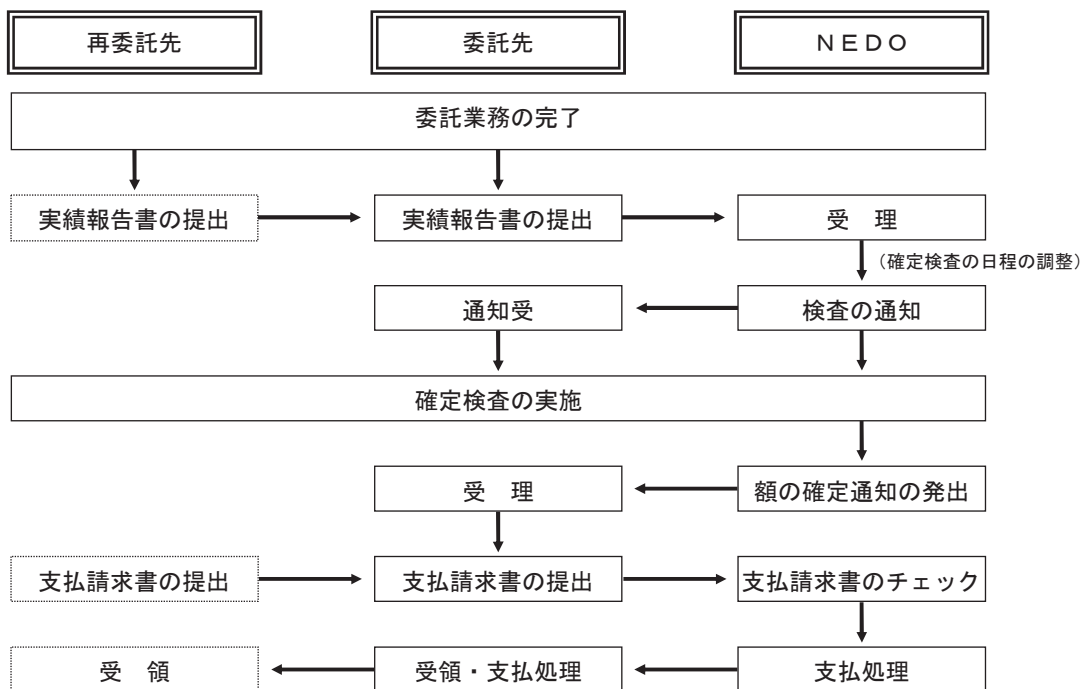 再委託先
委託先
ＮＥＤＯ
委託業務の完了
実績報告書の提出
実績報告書の提出
受　理
（確定検査の日程の調整）
通知受
検査の通知
確定検査の実施
受　理
額の確定通知の発出
支払請求書の提出
支払請求書の提出
支払請求書のチェック
受　領
受領・支払処理
支払処理